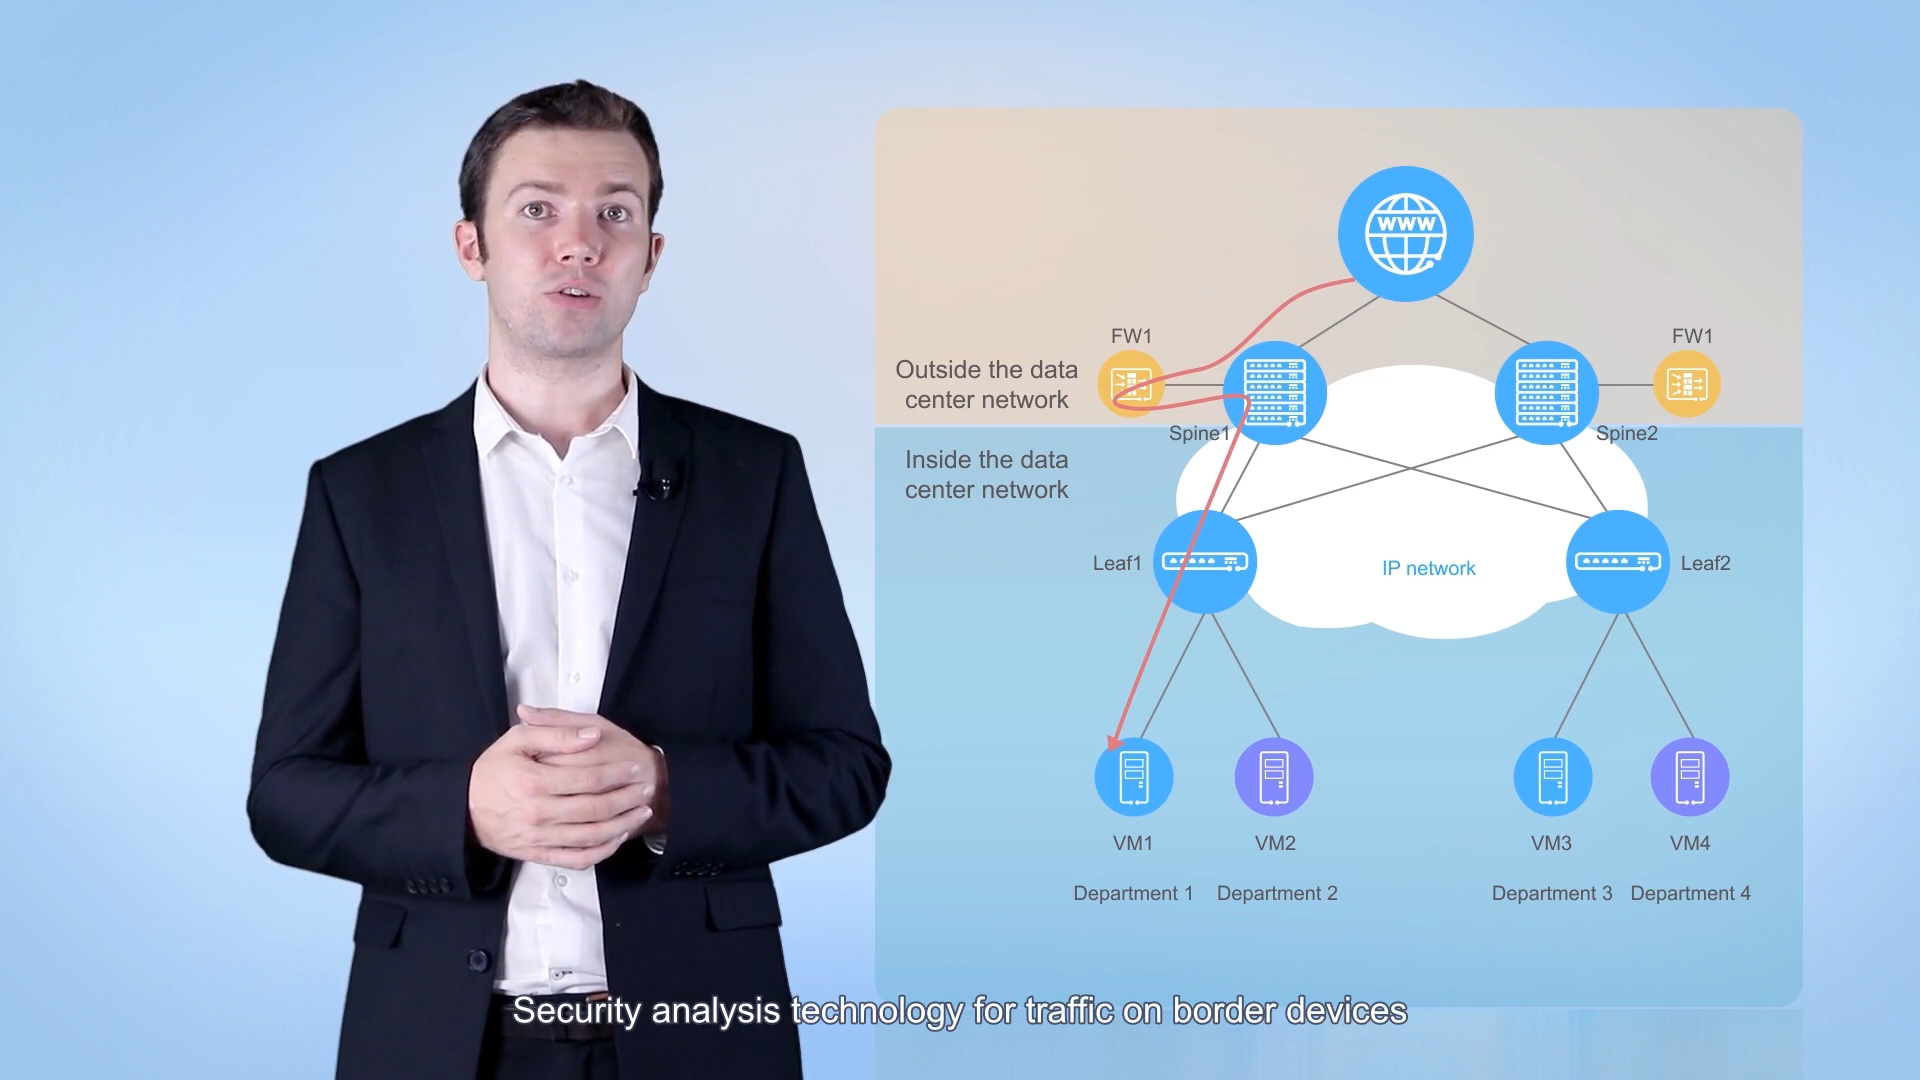 WWW
FW1
FW1
Outside the data
center network
Spine1
Spine2
Inside the data
center network
Leaf1
IP network
Leaf2
VM1
VM2
VM3
VM4
Department 1
Department 2
Department 3
Department 4
Security analysis technology for traffic on border devices